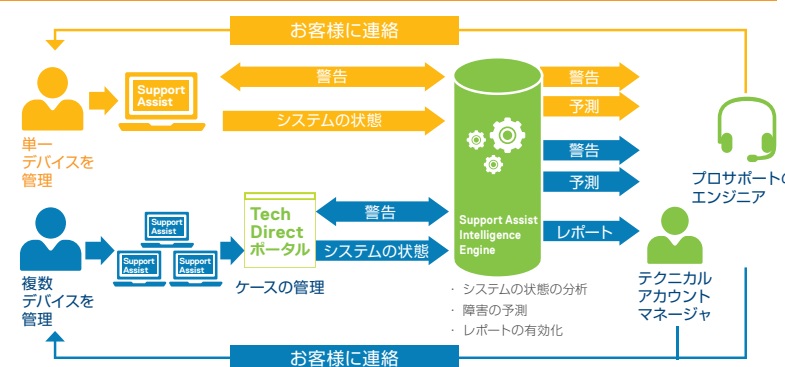 お客様に連絡
Support
Assist
警告
システムの状態
単一
デバイスを
管理
警告
予測
警告
予測
レポート
Support Assist
Intelligence
Engine
プロサポートの
エンジニア
Support
Assist
Support
Assist
Support
Assist
Tech
Direct
ポータル
警告
システムの状態
複数
デバイスを
管理
ケースの管理
· システムの状態の分析
· 障害の予測
· レポートの有効化
テクニカル
アカウント
マネージャ
お客様に連絡